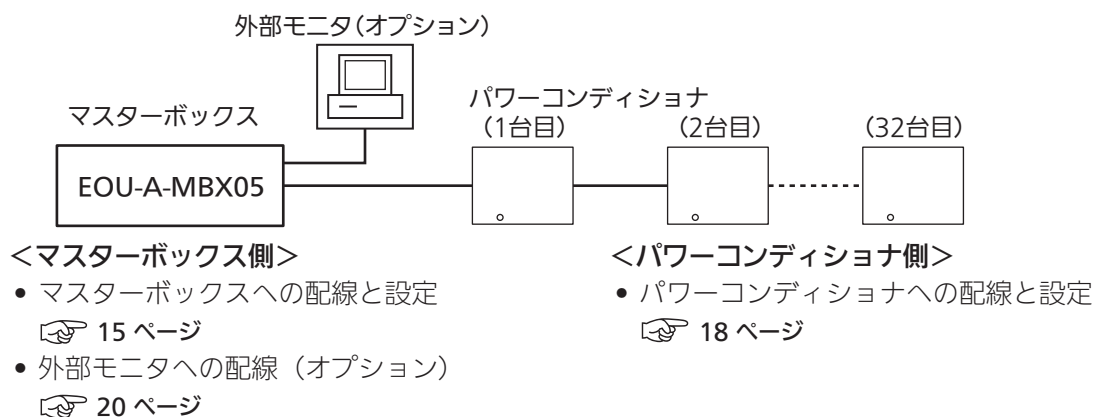 外部モニタ(オプション)
マスターボックス
パワーコンディショナ
(1台目) (2台目) (32台目)
EOU-A-MBX05
＜マスターボックス側＞
• マスターボックスへの配線と設定
☞ 15 ページ
• 外部モニタへの配線（オプション）
☞ 20 ページ
＜パワーコンディショナ側＞
• パワーコンディショナへの配線と設定
☞ 18 ページ